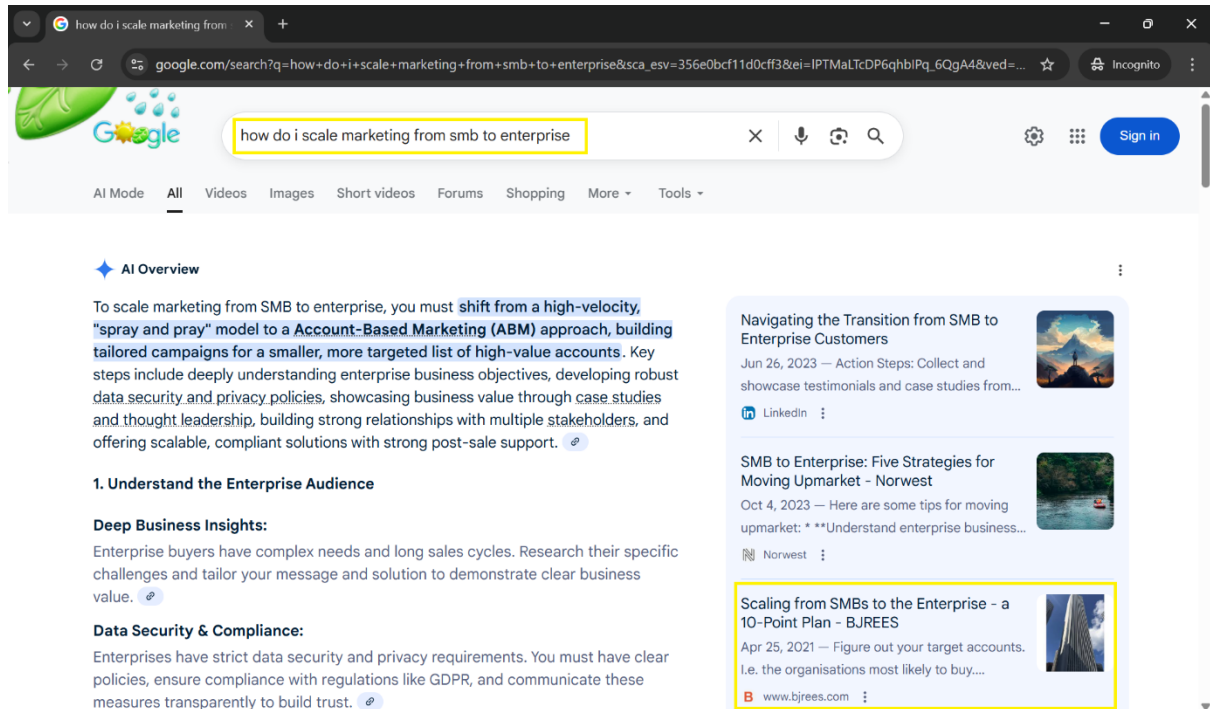 how do i scale marketing from
google.com/search?q=how+do+i+scale+marketing+from+smb+to+enterprise&sca_esv=356e0bcf11d0cff3&ei=lPTMaLTcDP6qhbIPq_6QgA4&ved=...
Incognito
Google
how do i scale marketing from smb to enterprise
Sign in
AI Mode All Videos Images Short videos Forums Shopping More Tools
AI Overview
To scale marketing from SMB to enterprise, you must shift from a high-velocity,
"spray and pray" model to a Account-Based Marketing (ABM) approach, building
tailored campaigns for a smaller, more targeted list of high-value accounts. Key
steps include deeply understanding enterprise business objectives, developing robust
data security and privacy policies, showcasing business value through case studies
and thought leadership, building strong relationships with multiple stakeholders, and
offering scalable, compliant solutions with strong post-sale support.
1. Understand the Enterprise Audience
Deep Business Insights:
Enterprise buyers have complex needs and long sales cycles. Research their specific
challenges and tailor your message and solution to demonstrate clear business
value.
Data Security & Compliance:
Enterprises have strict data security and privacy requirements. You must have clear
policies, ensure compliance with regulations like GDPR, and communicate these
measures transparently to build trust.
Navigating the Transition from SMB to
Enterprise Customers
Jun 26, 2023 — Action Steps: Collect and
showcase testimonials and case studies from...
LinkedIn
SMB to Enterprise: Five Strategies for
Moving Upmarket - Norwest
Oct 4, 2023 — Here are some tips for moving
upmarket: * **Understand enterprise business...
Norwest
Scaling from SMBs to the Enterprise - a
10-Point Plan - BJREES
Apr 25, 2021 — Figure out your target accounts.
I.e. the organisations most likely to buy....
B www.bjrees.com